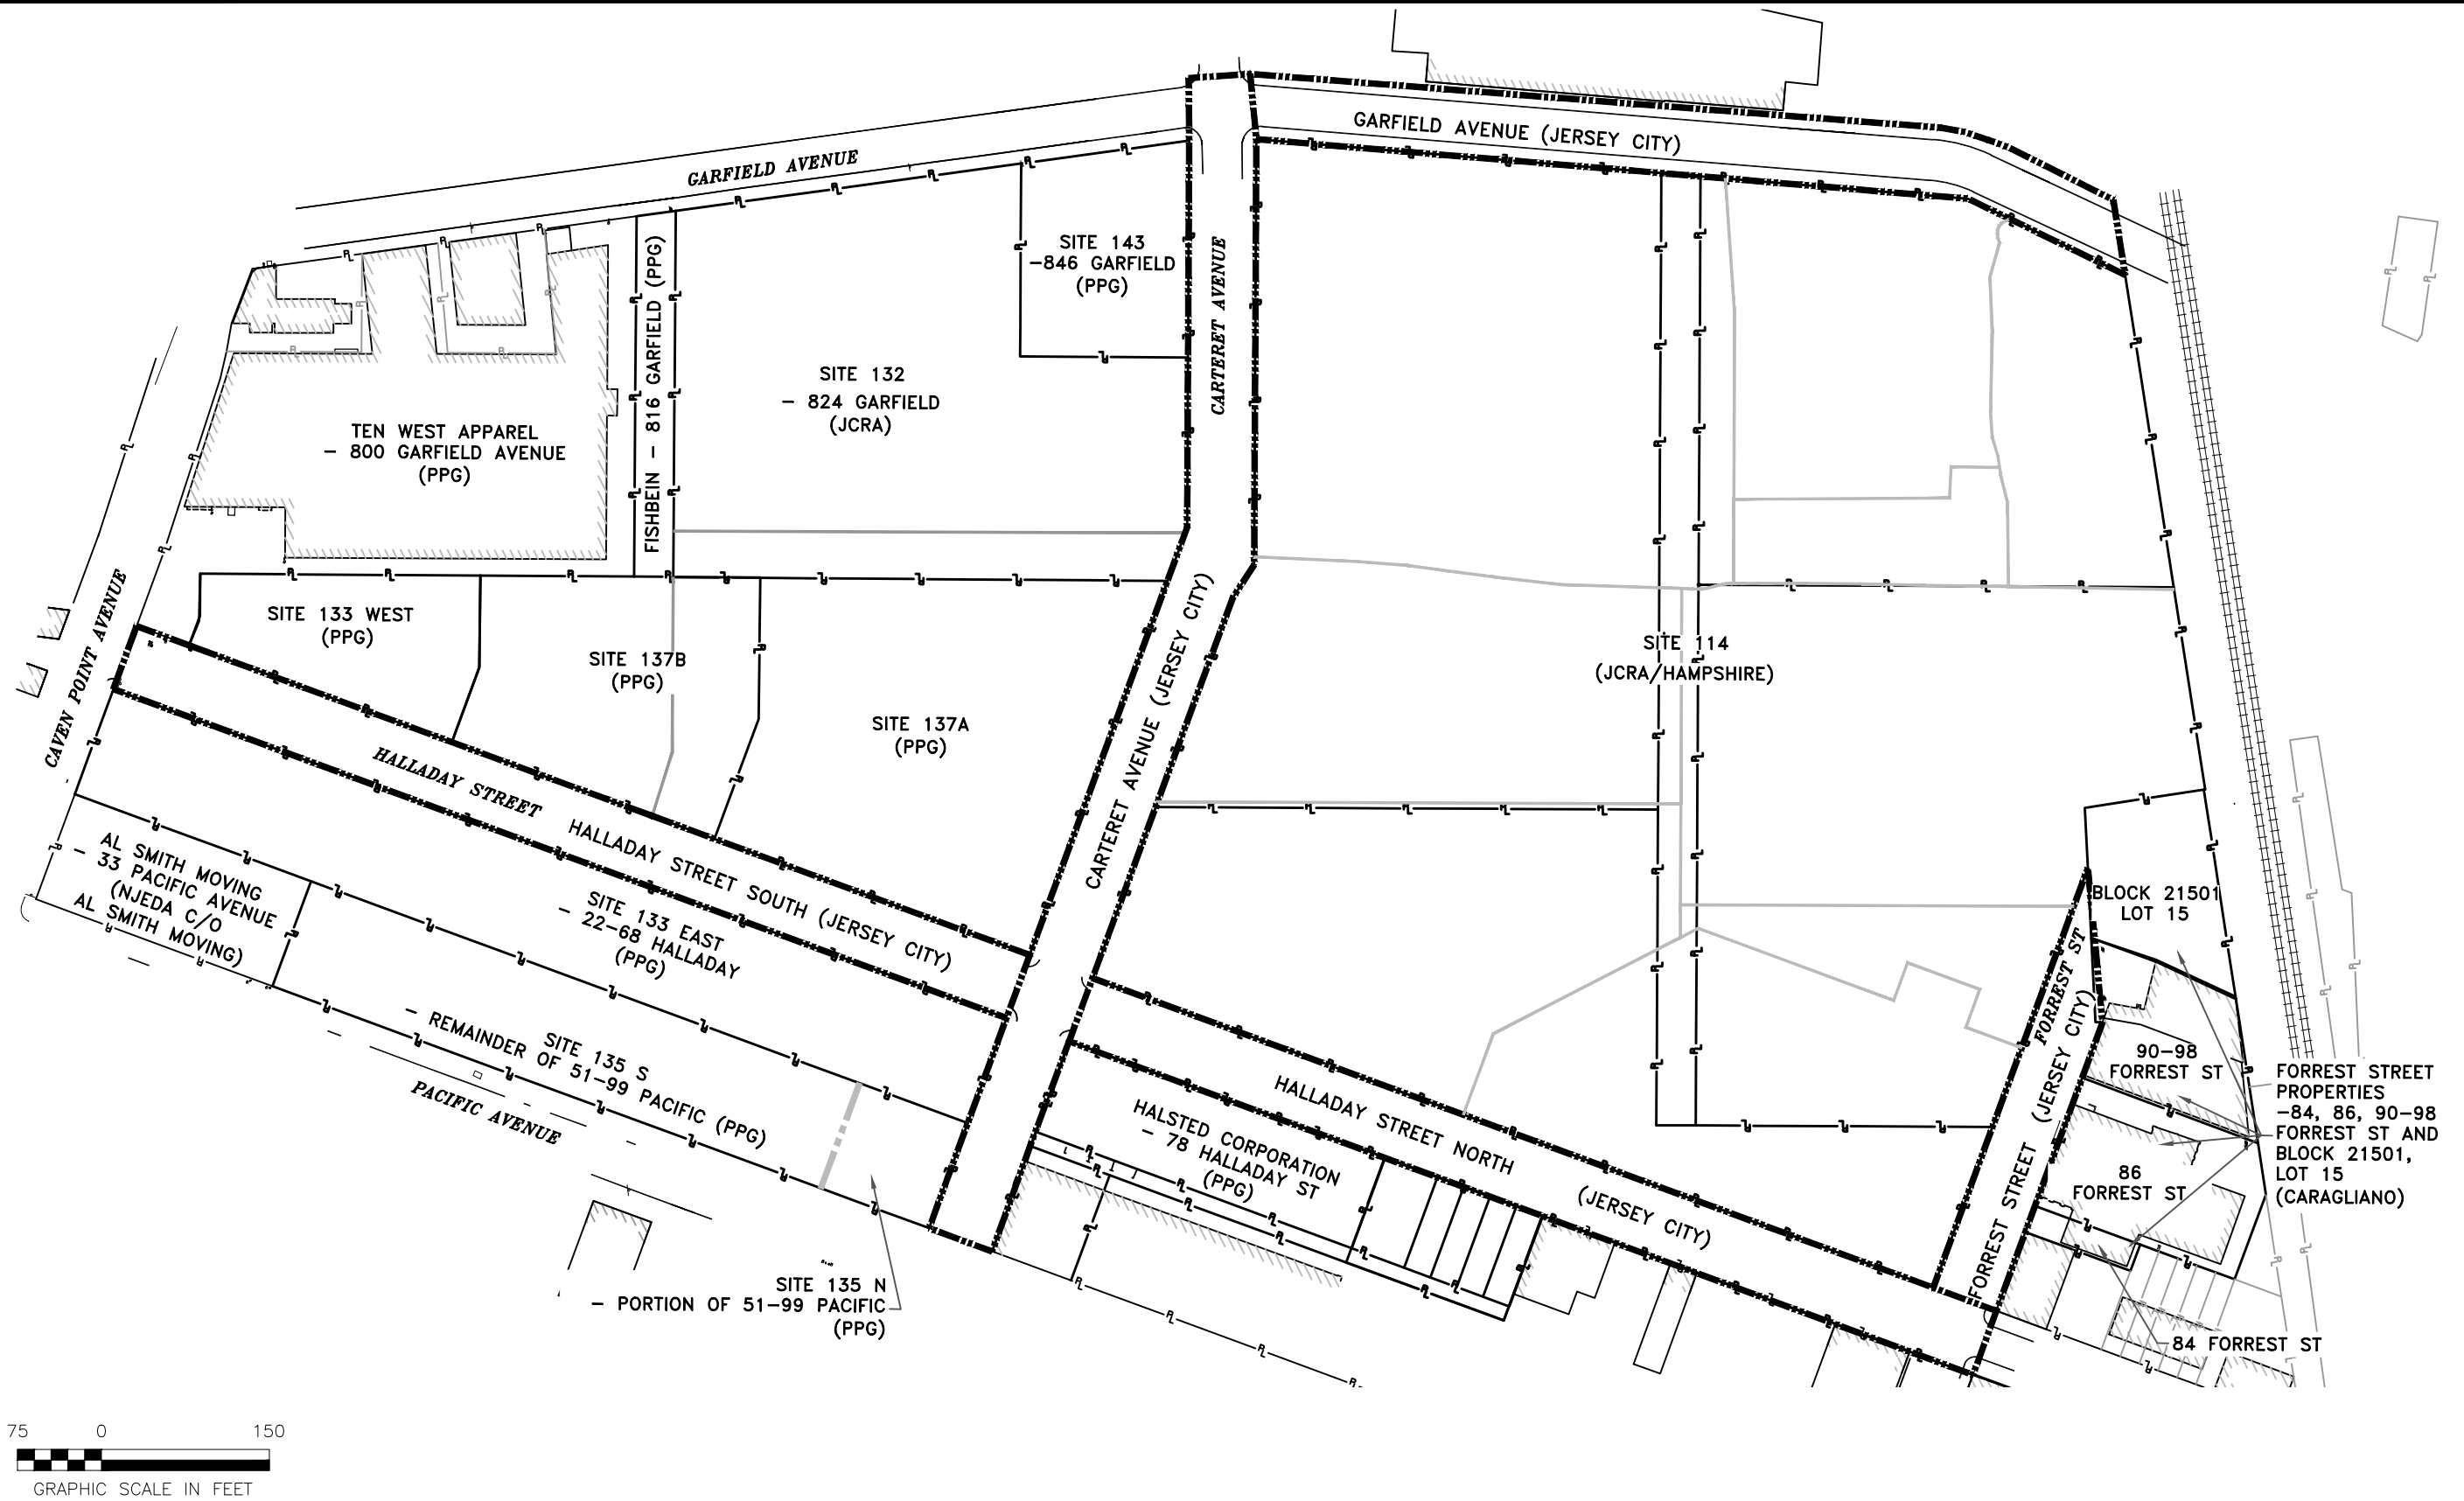 GARFIELD AVENUE (JERSEY CITY)
GARFIELD AVENUE
SITE 143
-846 GARFIELD
(PPG)
CARTERET AVENUE
FISHBEIN - 816 GARFIELD (PPG)
SITE 132
- 824 GARFIELD
(JCRA)
TEN WEST APPAREL
- 800 GARFIELD AVENUE
(PPG)
CAVEN POINT AVENUE
SITE 133 WEST
(PPG)
SITE 137B
(PPG)
SITE 137A
(PPG)
CARTERET AVENUE (JERSEY CITY)
SITE 114
(JCRA/HAMPSHIRE)
HALLADAY STREET
HALLADAY STREET SOUTH (JERSEY CITY)
AL SMITH MOVING
- 33 PACIFIC AVENUE
(NJEDA C/O
AL SMITH MOVING)
SITE 133 EAST
- 22-68 HALLADAY
(PPG)
SITE 135 S
- REMAINDER OF 51-99 PACIFIC (PPG)
PACIFIC AVENUE
BLOCK 21501
LOT 15
FORREST ST
FORREST STREET (JERSEY CITY)
90-98
FORREST ST
86
FORREST ST
FORREST STREET
PROPERTIES
-84, 86, 90-98
FORREST ST AND
BLOCK 21501,
LOT 15
(CARAGLIANO)
HALLADAY STREET NORTH (JERSEY CITY)
HALSTED CORPORATION
- 78 HALLADAY ST
(PPG)
SITE 135 N
- PORTION OF 51-99 PACIFIC
(PPG)
84 FORREST ST
75 0 150
GRAPHIC SCALE IN FEET